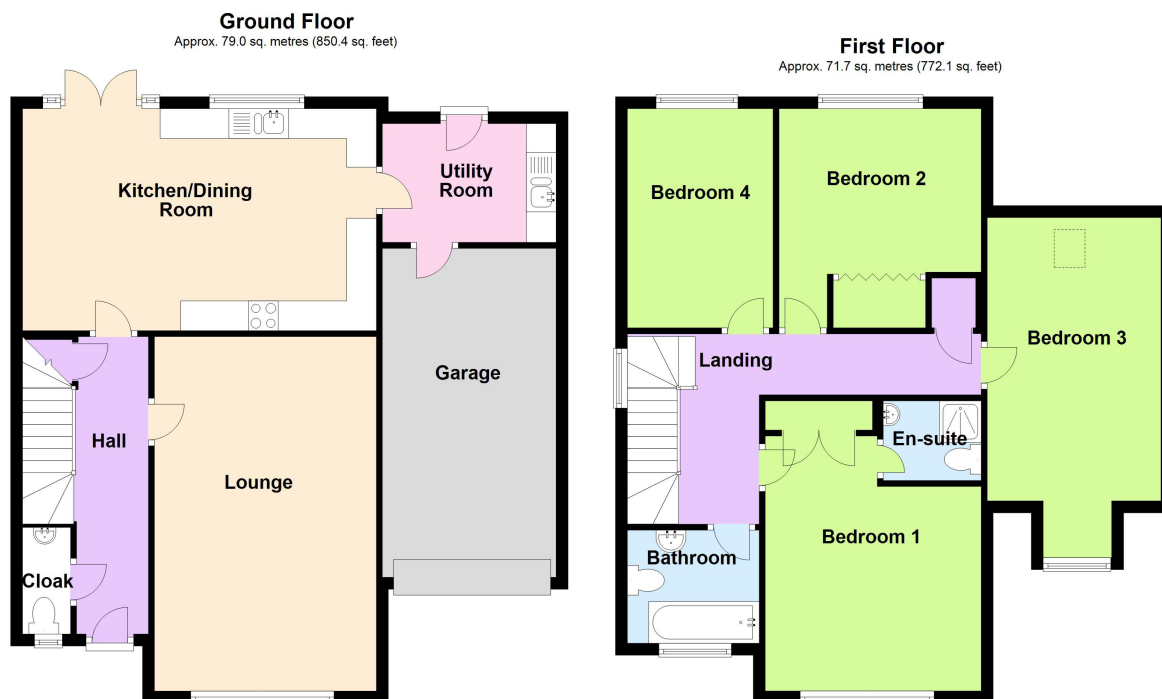 Ground Floor
Approx. 79.0 sq. metres (850.4 sq. feet)
Kitchen/Dining
Room
Utility
Room
Garage
Hall
Lounge
Cloak
First Floor
Approx. 71.7 sq. metres (772.1 sq. feet)
Bedroom 4
Bedroom 2
Bedroom 3
Landing
En-suite
Bedroom 1
Bathroom